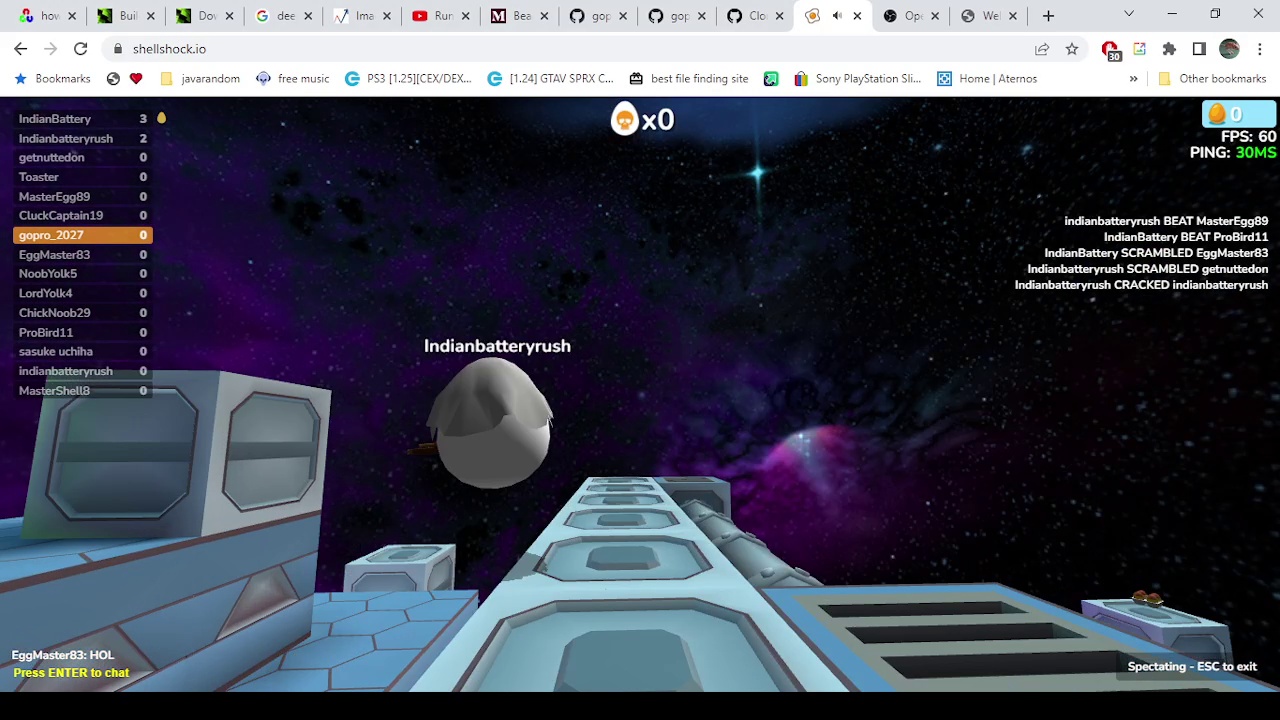 how
Buil
Dov
dee
Ima
Run
Bea
gop
gop
Clo
Ope
Wel
shellshock.io
30
Bookmarks
javarandom
free music
PS3 [1.25][CEX/DEX...
[1.24] GTAV SPRX C...
best file finding site
Sony PlayStation Sli...
Home | Aternos
Other bookmarks
IndianBattery 3
Indianbatteryrush 2
getnuttedon 0
Toaster 0
MasterEgg89 0
CluckCaptain19 0
gopro_2027 0
EggMaster83 0
NoobYolk5 0
LordYolk4 0
ChickNoob29 0
ProBird11 0
sasuke uchiha 0
indianbatteryrush 0
MasterShell8 0
x0
0
FPS: 60
PING: 30MS
indianbatteryrush BEAT MasterEgg89
IndianBattery BEAT ProBird11
IndianBattery SCRAMBLED EggMaster83
Indianbatteryrush SCRAMBLED getnuttedon
Indianbatteryrush CRACKED indianbatteryrush
Indianbatteryrush
EggMaster83: HOL
Press ENTER to chat
Spectating - ESC to exit